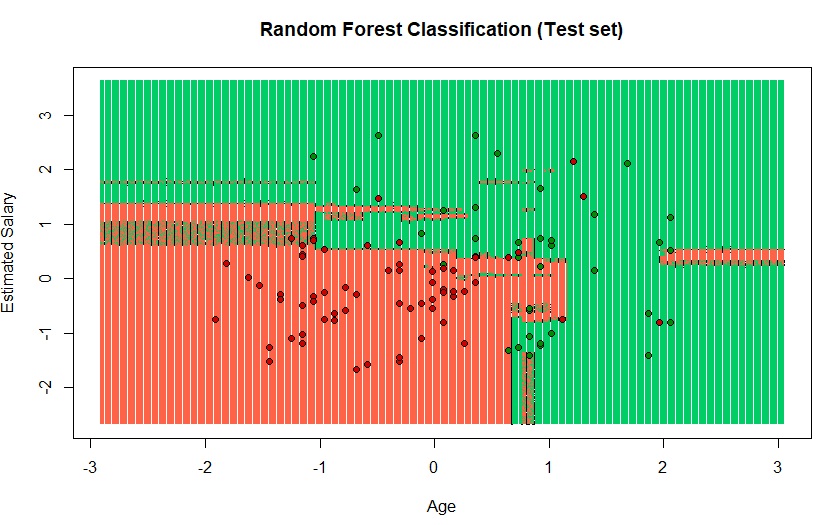 Random Forest Classification (Test set)
Estimated Salary
3
2
1
0
-1
-2
-3 -2 -1 0 1 2 3
Age